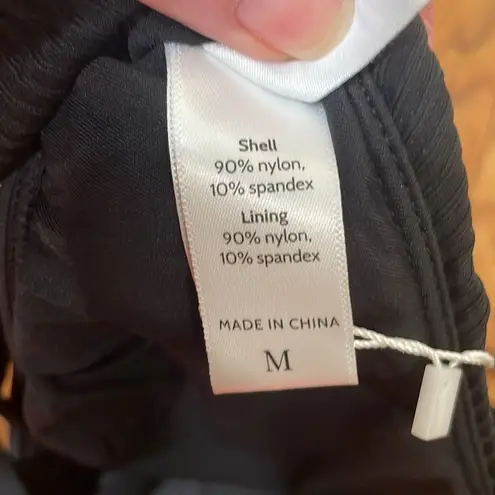 Shell
90% nylon,
10% spandex
Lining
90% nylon,
10% spandex
MADE IN CHINA
M